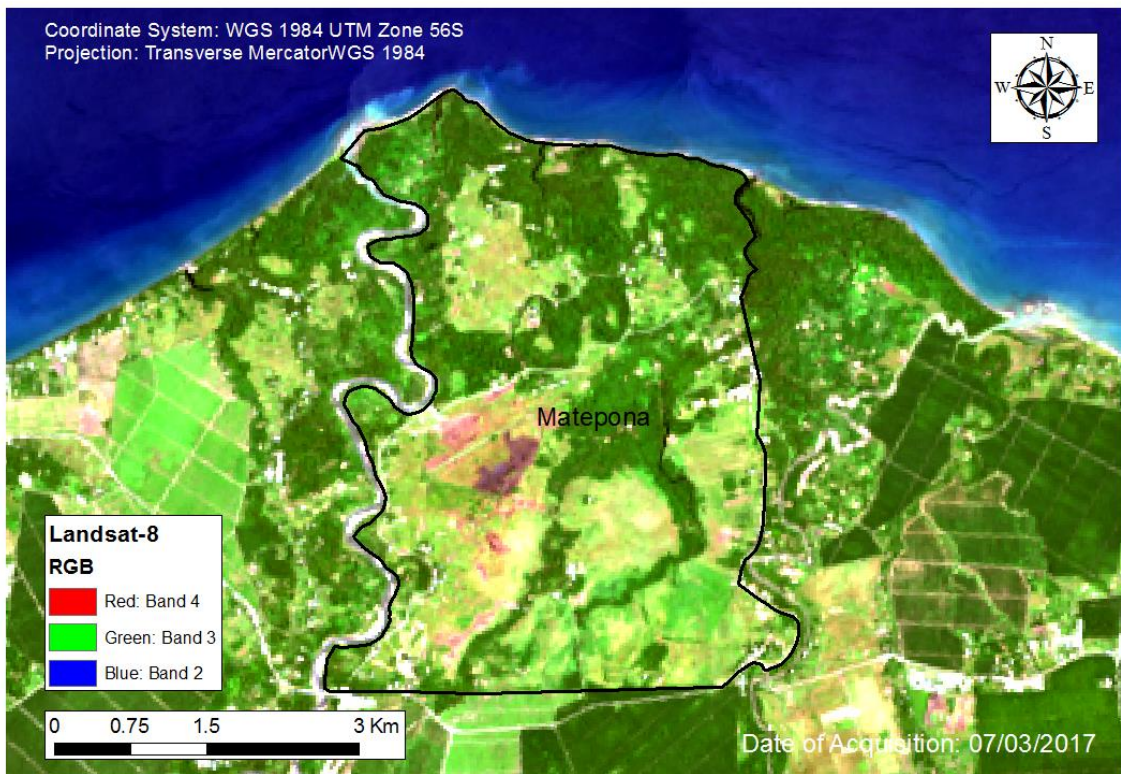 Coordinate System: WGS 1984 UTM Zone 56S
Projection: Transverse MercatorWGS 1984
N
W E
S
Matepona
Landsat-8
RGB
Red: Band 4
Green: Band 3
Blue: Band 2
0 0.75 1.5 3 Km
Date of Acquisition: 07/03/2017